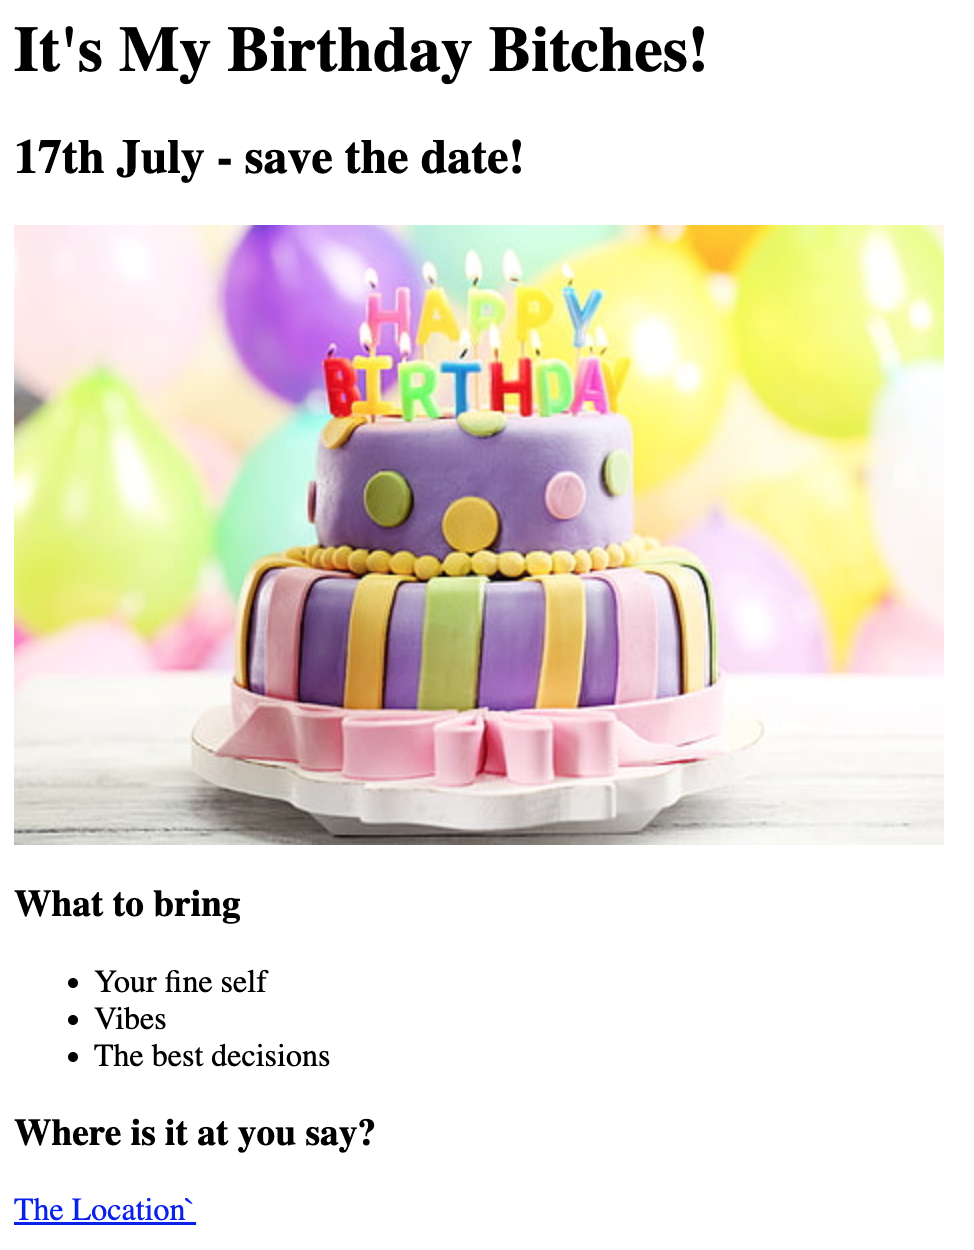 It's My Birthday Bitches!
17th July - save the date!
HAPPY
BIRTHDAY
What to bring
Your fine self
Vibes
The best decisions
Where is it at you say?
The Location`